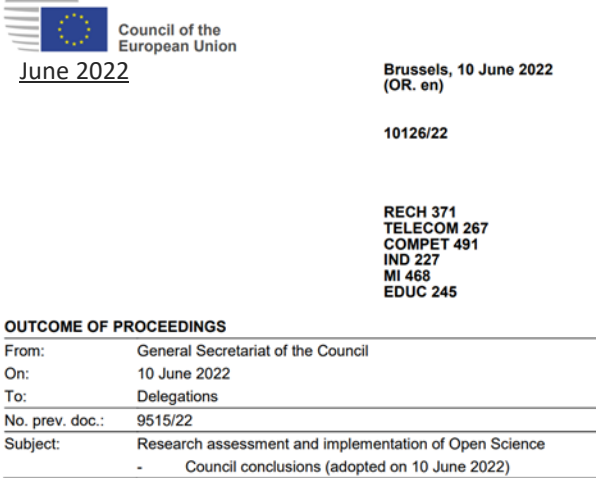 Council of the
European Union
June 2022
Brussels, 10 June 2022
(OR. en)
10126/22
RECH 371
TELECOM 267
COMPET 491
IND 227
MI 468
EDUC 245
OUTCOME OF PROCEEDINGS
From: General Secretariat of the Council
On: 10 June 2022
To: Delegations
No. prev. doc.: 9515/22
Subject: Research assessment and implementation of Open Science
- Council conclusions (adopted on 10 June 2022)